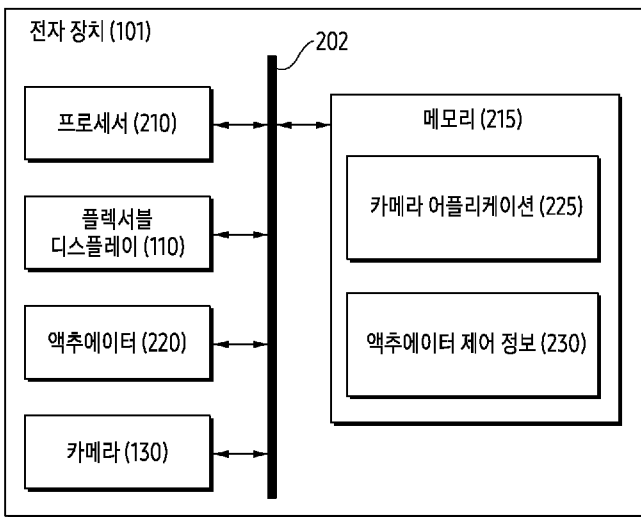 전자 장치 (101)
202
프로세서 (210)
플렉서블
디스플레이 (110)
액추에이터 (220)
카메라 (130)
메모리 (215)
카메라 어플리케이션 (225)
액추에이터 제어 정보 (230)